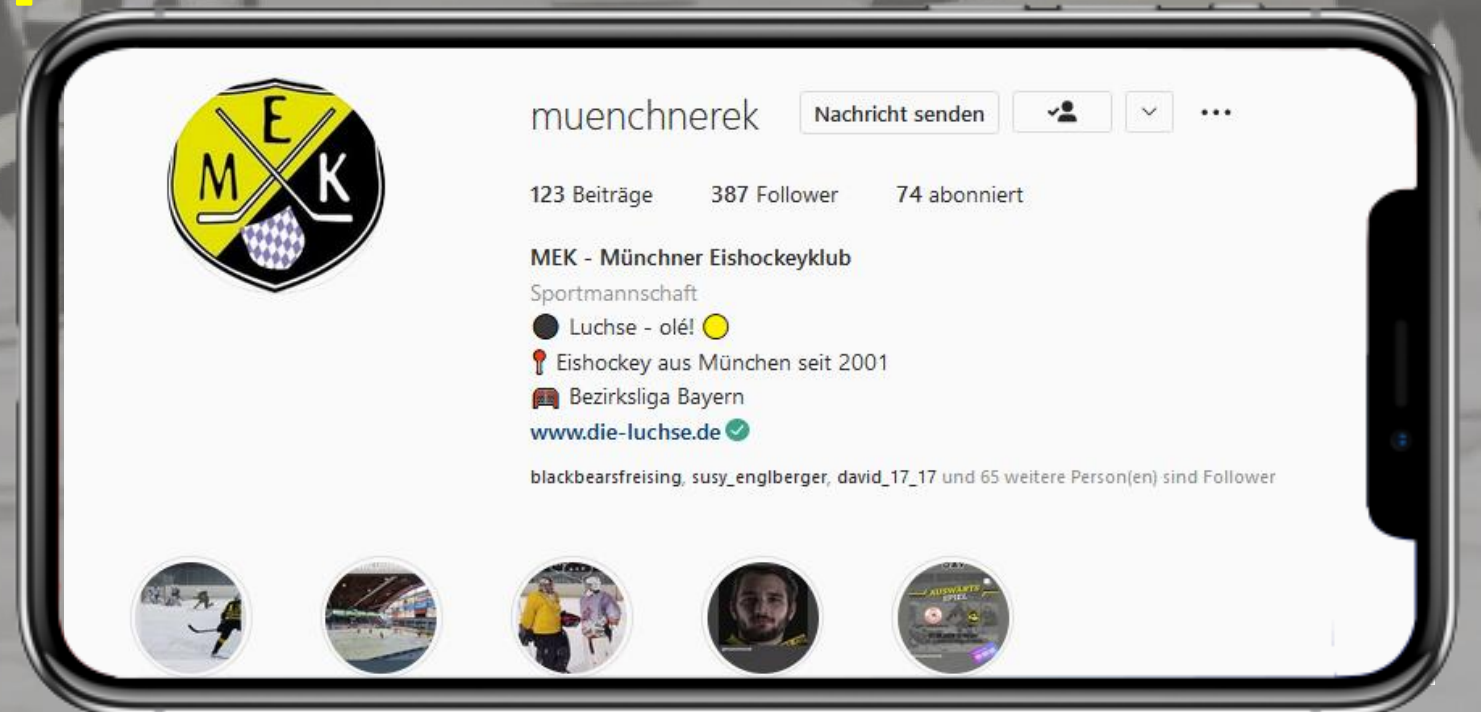 E
M K
muenchnerek Nachricht senden
123 Beiträge 387 Follower 74 abonniert
MEK - Münchner Eishockeyklub
Sportmannschaft
Luchse - olé!
Eishockey aus München seit 2001
Bezirksliga Bayern
www.die-luchse.de
blackbearsfreising, susy_englberger, david_17_17 und 65 weitere Person(en) sind Follower
AUSWÄRTS
SPIEL